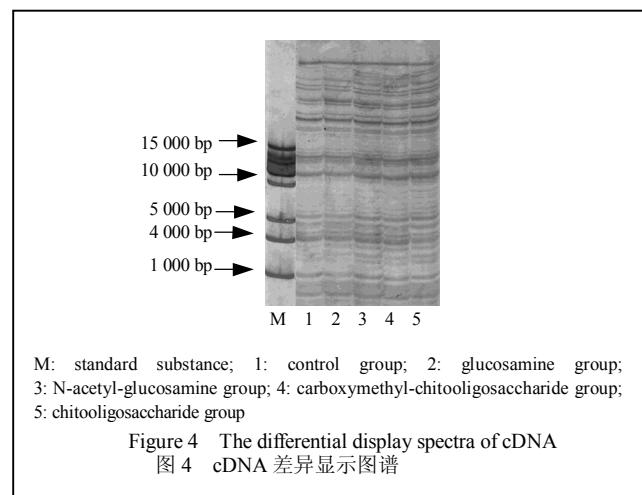 15 000 bp
10 000 bp
5 000 bp
4 000 bp
1 000 bp
M 1 2 3 4 5
M: standard substance; 1: control group; 2: glucosamine group;
3: N-acetyl-glucosamine group; 4: carboxymethyl-chitooligosaccharide group;
5: chitooligosaccharide group
Figure 4 The differential display spectra of cDNA
图 4 cDNA 差异显示图谱